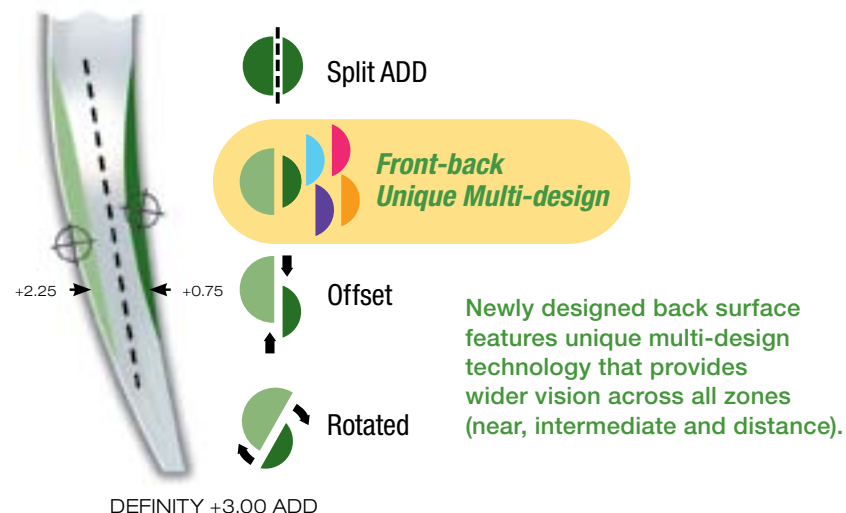 Split ADD
Front-back
Unique Multi-design
+2.25
+0.75
Offset
Newly designed back surface
features unique multi-design
technology that provides
wider vision across all zones
(near, intermediate and distance).
Rotated
DEFINITY +3.00 ADD